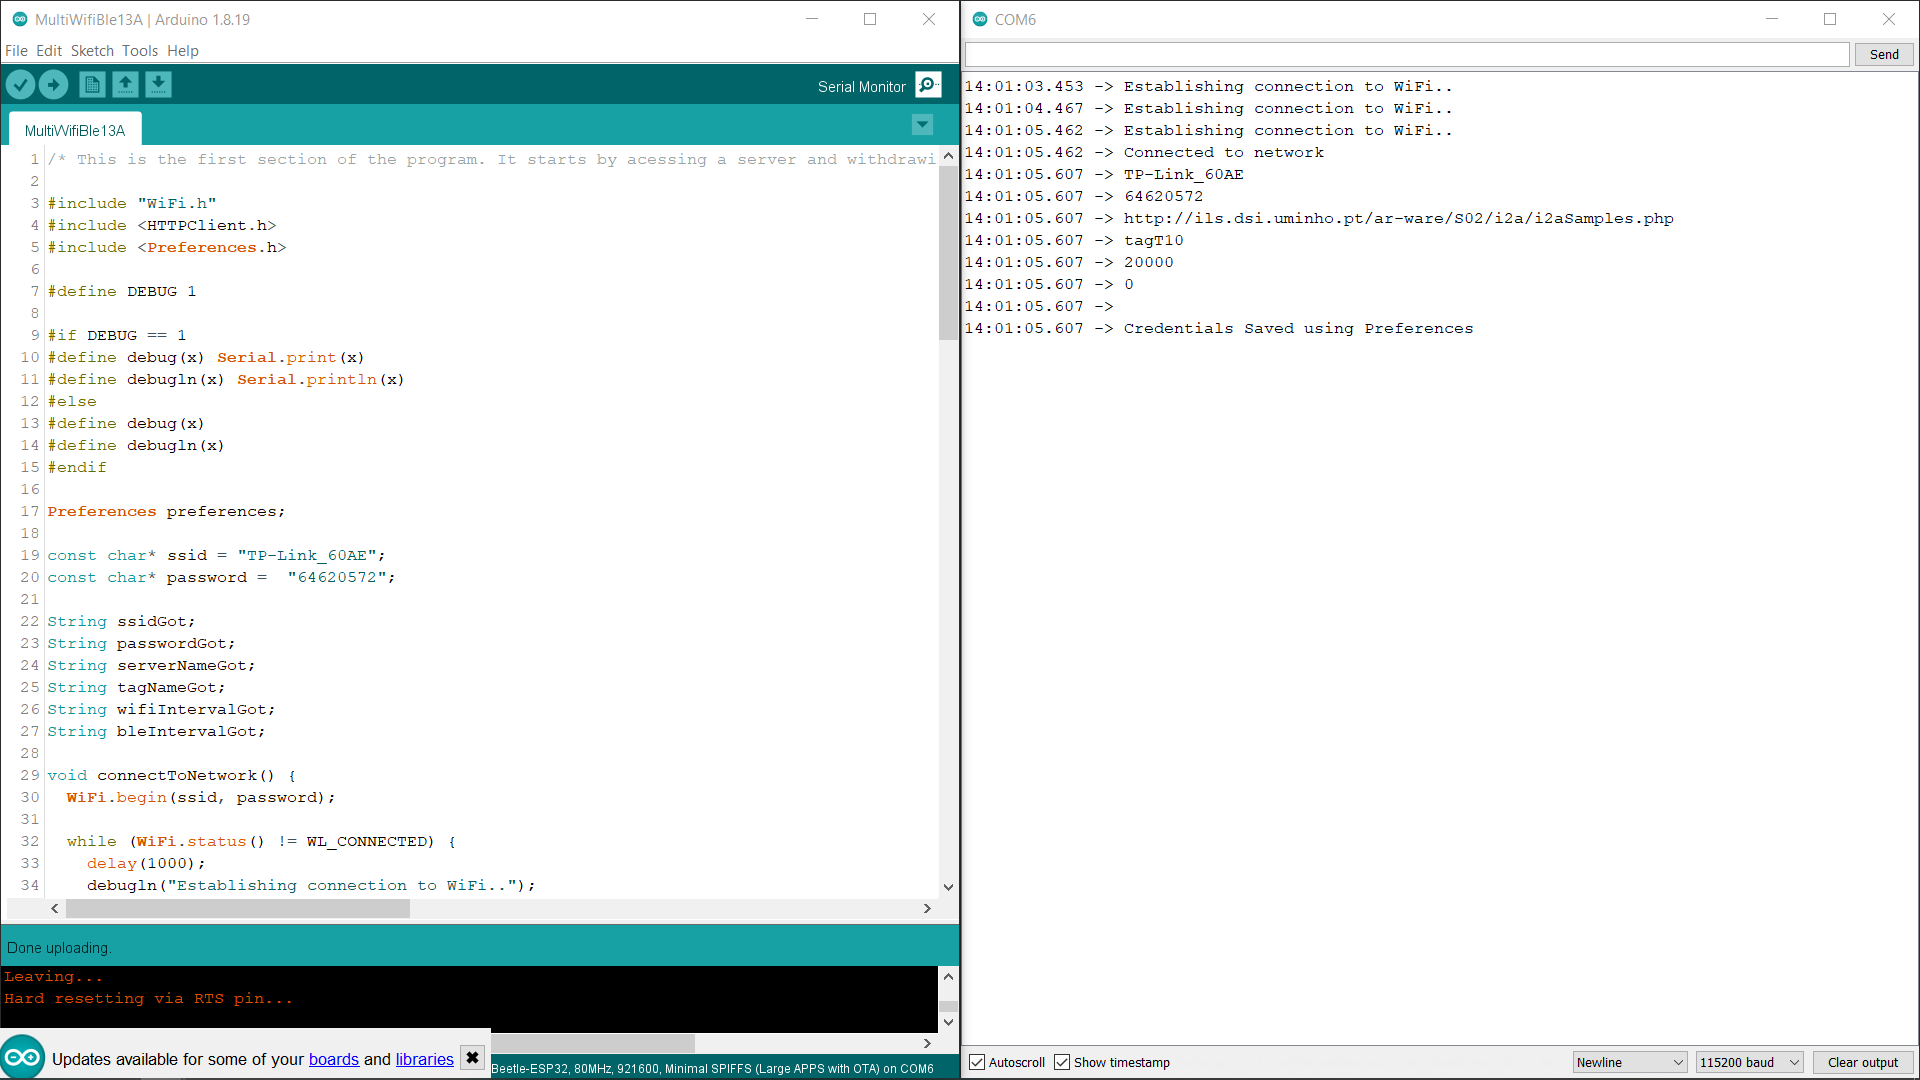 MultiWifiBle13A | Arduino 1.8.19
File Edit Sketch Tools Help
Serial Monitor
MultiWifiBle13A
1 /* This is the first section of the program. It starts by acessing a server and withdrawi
2
3 #include "WiFi.h"
4 #include <HTTPClient.h>
5 #include <Preferences.h>
6
7 #define DEBUG 1
8
9 #if DEBUG == 1
10 #define debug(x) Serial.print(x)
11 #define debugln(x) Serial.println(x)
12 #else
13 #define debug(x)
14 #define debugln(x)
15 #endif
16
17 Preferences preferences;
18
19 const char* ssid = "TP-Link_60AE";
20 const char* password =  "64620572";
21
22 String ssidGot;
23 String passwordGot;
24 String serverNameGot;
25 String tagNameGot;
26 String wifiIntervalGot;
27 String bleIntervalGot;
28
29 void connectToNetwork() {
30   WiFi.begin(ssid, password);
31
32   while (WiFi.status() != WL_CONNECTED) {
33     delay(1000);
34     debugln("Establishing connection to WiFi..");
Done uploading.
Leaving...
Hard resetting via RTS pin...
Updates available for some of your boards and libraries
Beetle-ESP32, 80MHz, 921600, Minimal SPIFFS (Large APPS with OTA) on COM6
COM6
Send
14:01:03.453 -> Establishing connection to WiFi..
14:01:04.467 -> Establishing connection to WiFi..
14:01:05.462 -> Establishing connection to WiFi..
14:01:05.462 -> Connected to network
14:01:05.607 -> TP-Link_60AE
14:01:05.607 -> 64620572
14:01:05.607 -> http://ils.dsi.uminho.pt/ar-ware/S02/i2a/i2aSamples.php
14:01:05.607 -> tagT10
14:01:05.607 -> 20000
14:01:05.607 -> 0
14:01:05.607 ->
14:01:05.607 -> Credentials Saved using Preferences
Autoscroll Show timestamp
Newline
115200 baud
Clear output